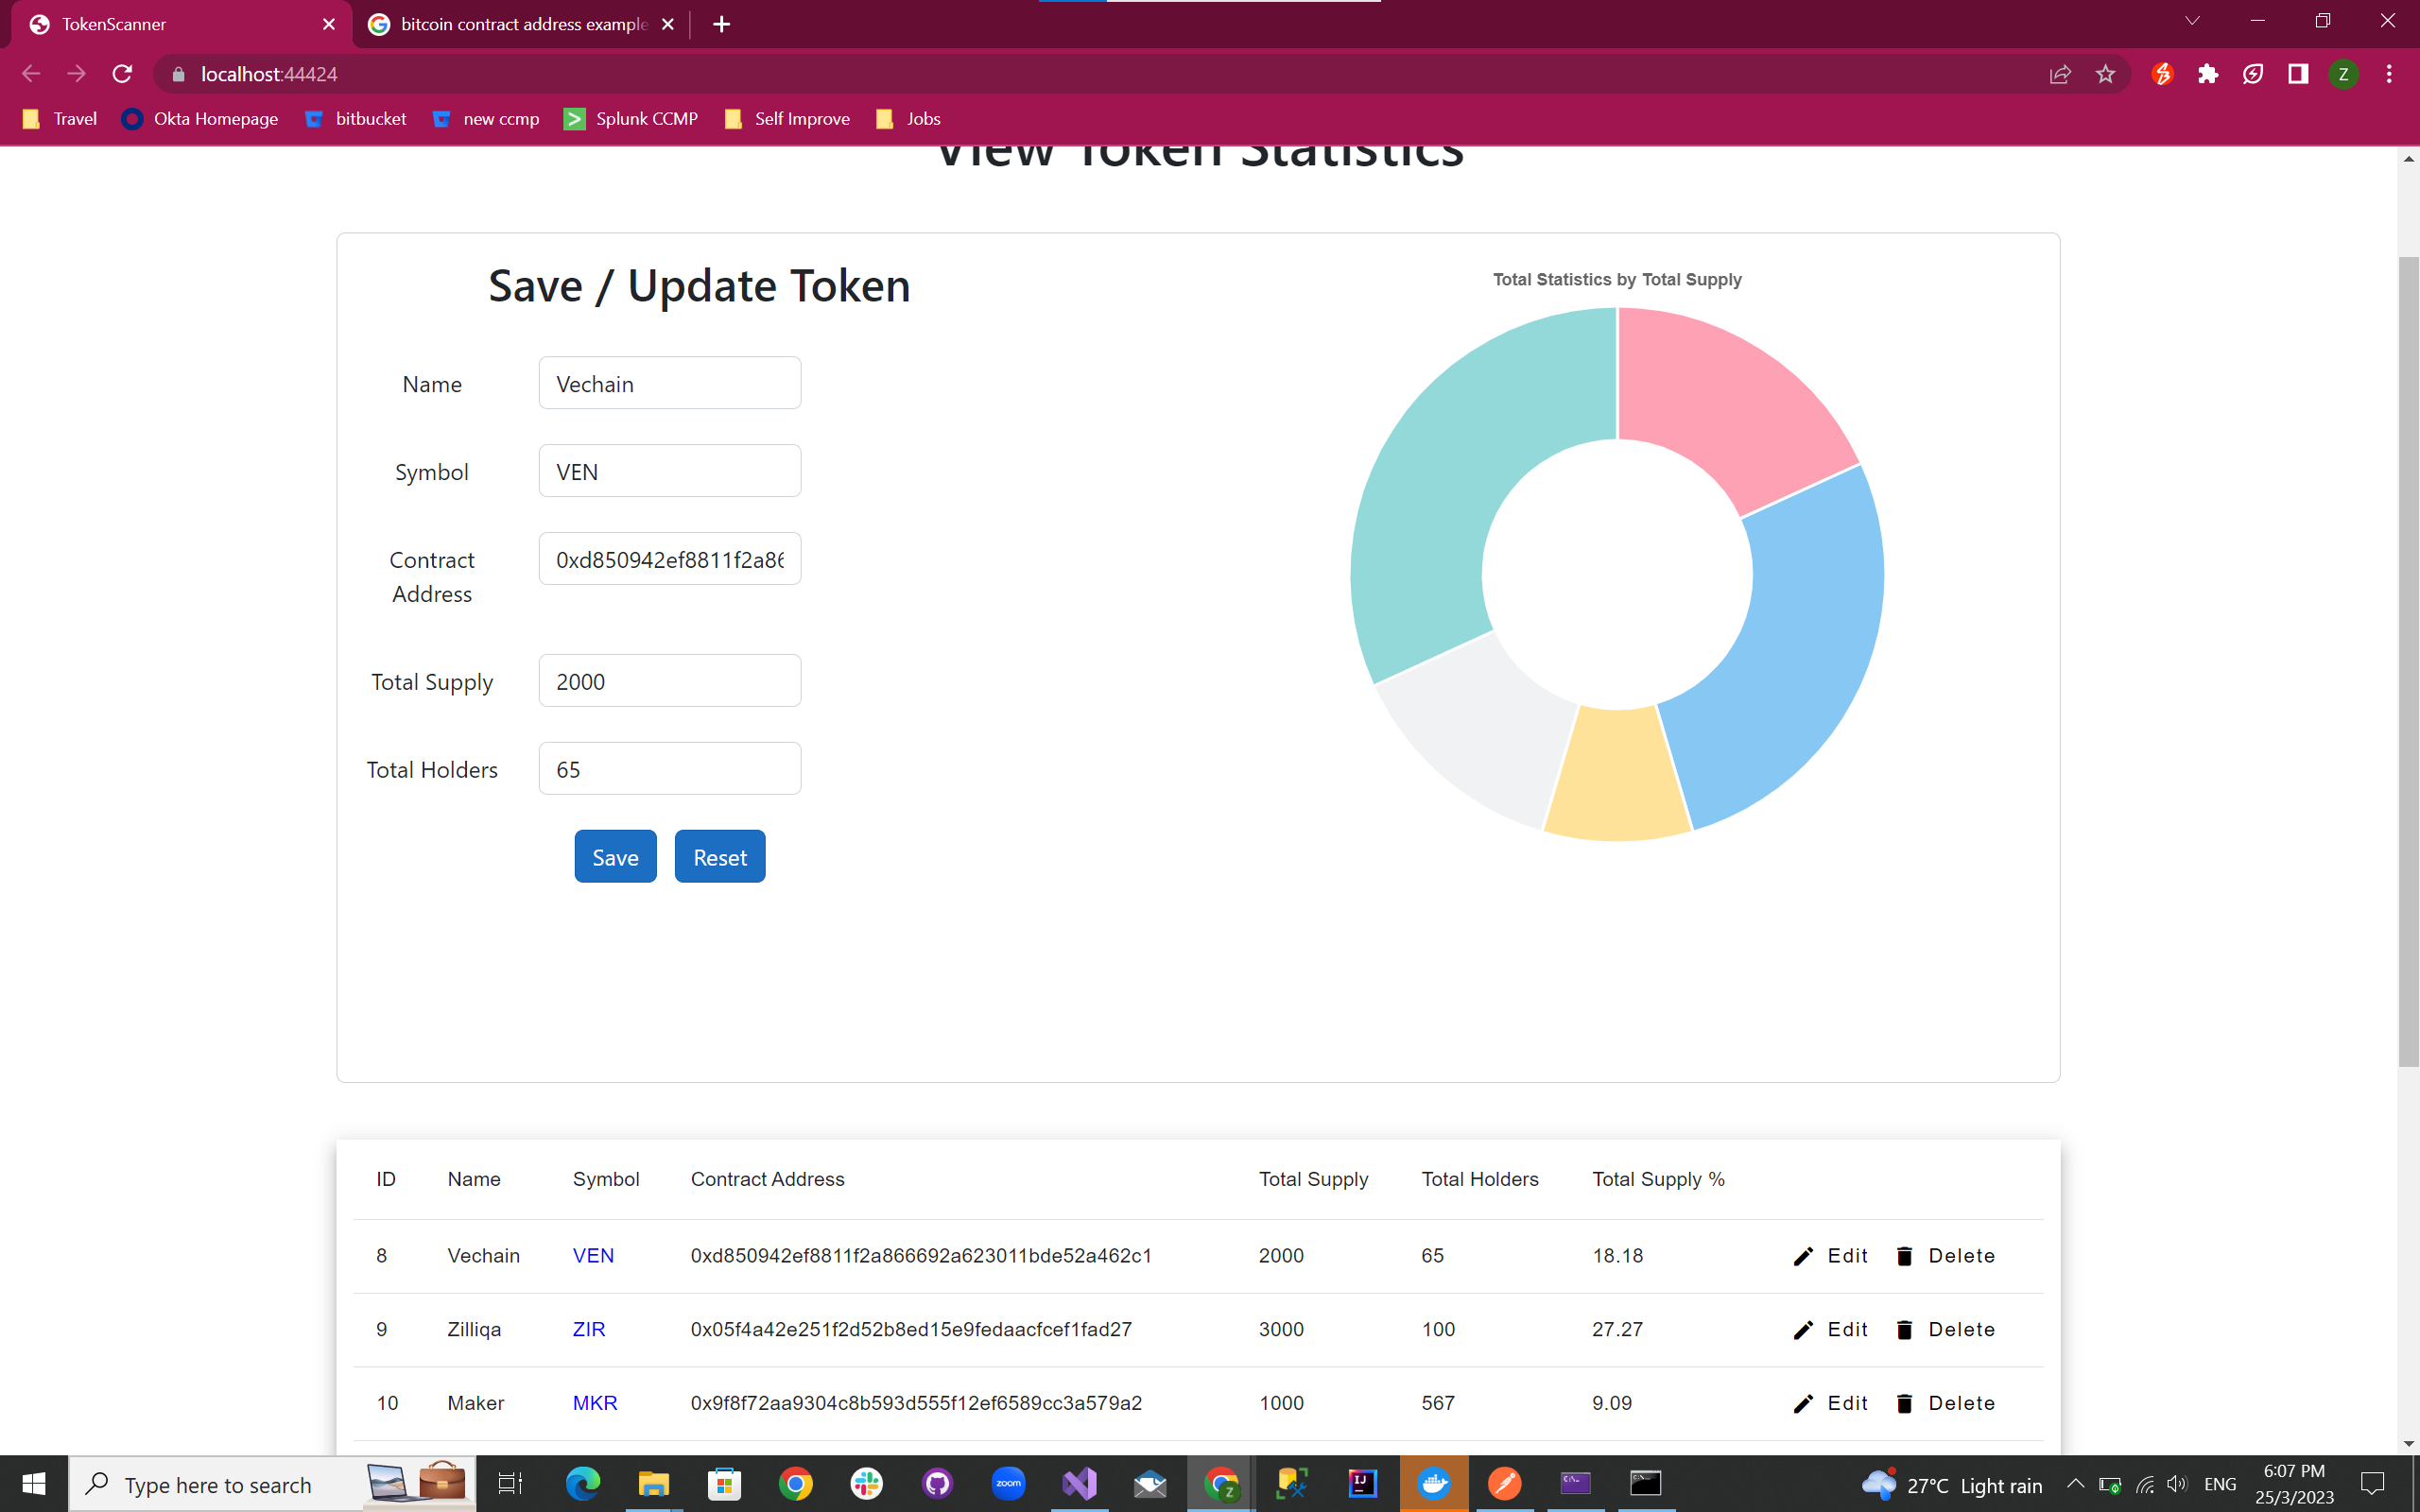 TokenScanner
bitcoin contract address example
localhost:44424
Z
Travel
Okta Homepage
bitbucket
new ccmp
Splunk CCMP
Self Improve
Jobs
View Token Statistics
Save / Update Token
Name
Vechain
Symbol
VEN
Contract
Address
0xd850942ef8811f2a86
Total Supply
2000
Total Holders
65
Save
Reset
Total Statistics by Total Supply
ID Name Symbol Contract Address Total Supply Total Holders Total Supply %
8 Vechain VEN 0xd850942ef8811f2a866692a623011bde52a462c1 2000 65 18.18 Edit Delete
9 Zilliqa ZIR 0x05f4a42e251f2d52b8ed15e9fedaacfcef1fad27 3000 100 27.27 Edit Delete
10 Maker MKR 0x9f8f72aa9304c8b593d555f12ef6589cc3a579a2 1000 567 9.09 Edit Delete
Type here to search
zoom
Z
IJ
27°C Light rain
ENG
6:07 PM
25/3/2023